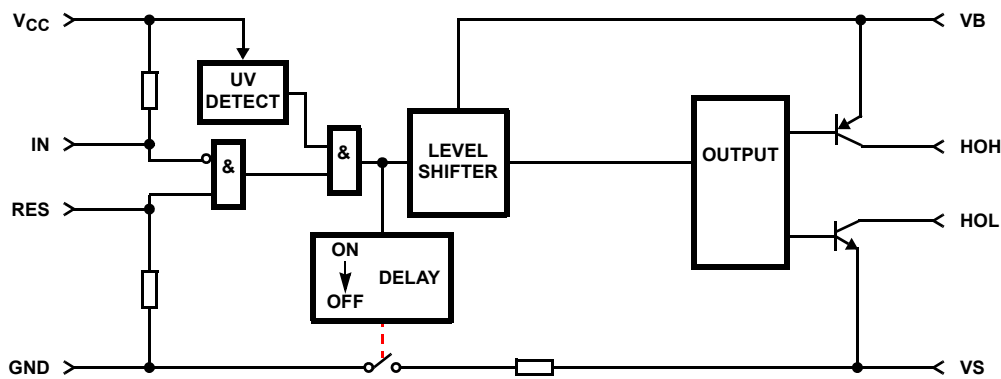 VCC
VB
UV
DETECT
IN
&
&
LEVEL
SHIFTER
OUTPUT
HOH
RES
HOL
ON
OFF
DELAY
GND
VS